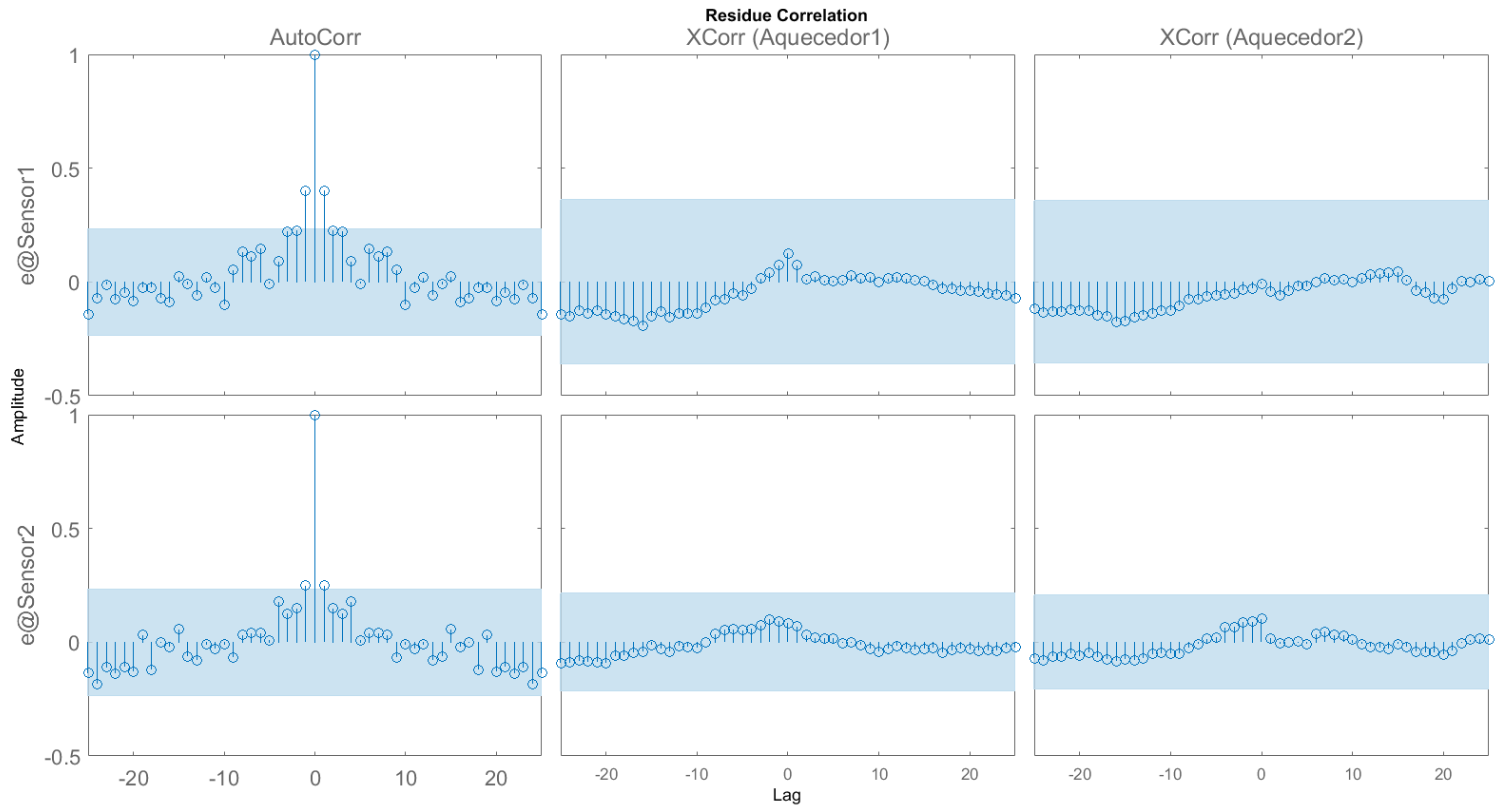 Residue Correlation
AutoCorr XCorr (Aquecedor1) XCorr (Aquecedor2)
e@Sensor1
1
0.5
0
-0.5
Amplitude
e@Sensor2
1
0.5
0
-0.5
-20 -10 0 10 20 -20 -10 0 10 20 -20 -10 0 10 20
Lag